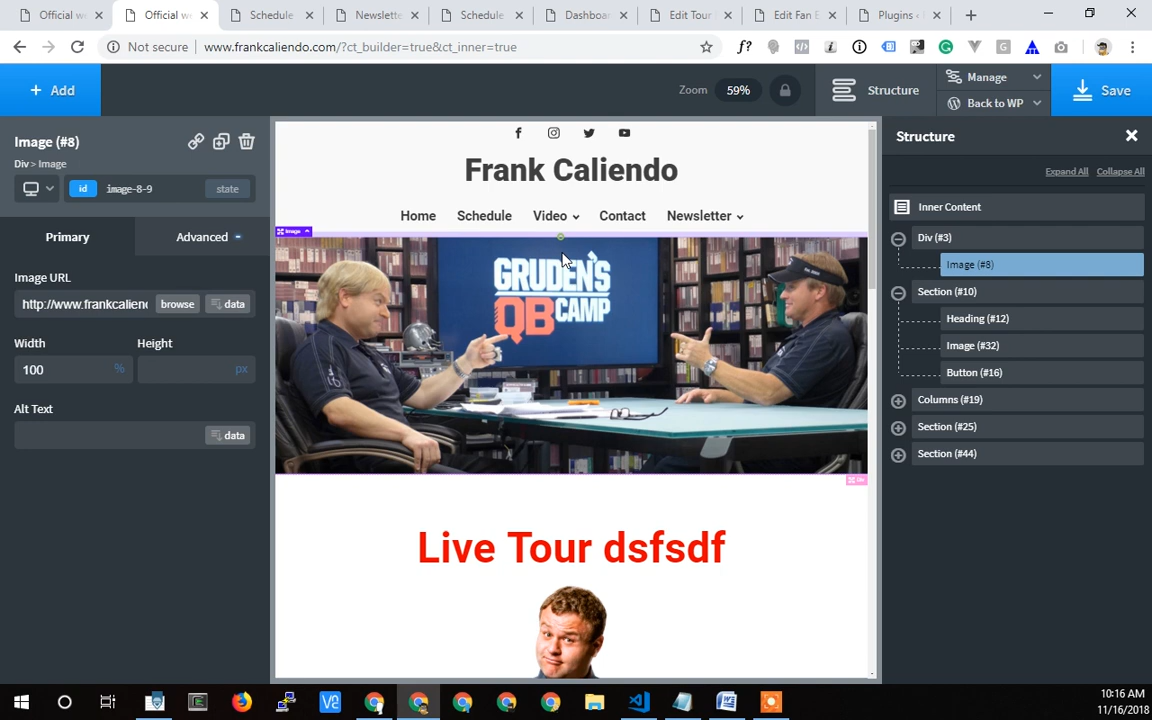 Official we
Official we
Schedule
Newslette
Schedule
Dashboar
Edit Tour
Edit Fan E
Plugins ‹
Not secure
www.frankcaliendo.com/?ct_builder=true&ct_inner=true
f?
+ Add
Zoom
59%
Structure
Manage
Back to WP
Save
Image (#8)
Div > Image
id
image-8-9
state
Primary
Advanced
Image URL
http://www.frankcalien
browse
data
Width
Height
100
%
px
Alt Text
data
Frank Caliendo
Home
Schedule
Video
Contact
Newsletter
Image
GRUDEN'S
QB
CAMP
Div
Live Tour dsfsdf
Structure
Expand All
Collapse All
Inner Content
Div (#3)
Image (#8)
Section (#10)
Heading (#12)
Image (#32)
Button (#16)
Columns (#19)
Section (#25)
Section (#44)
10:16 AM
11/16/2018